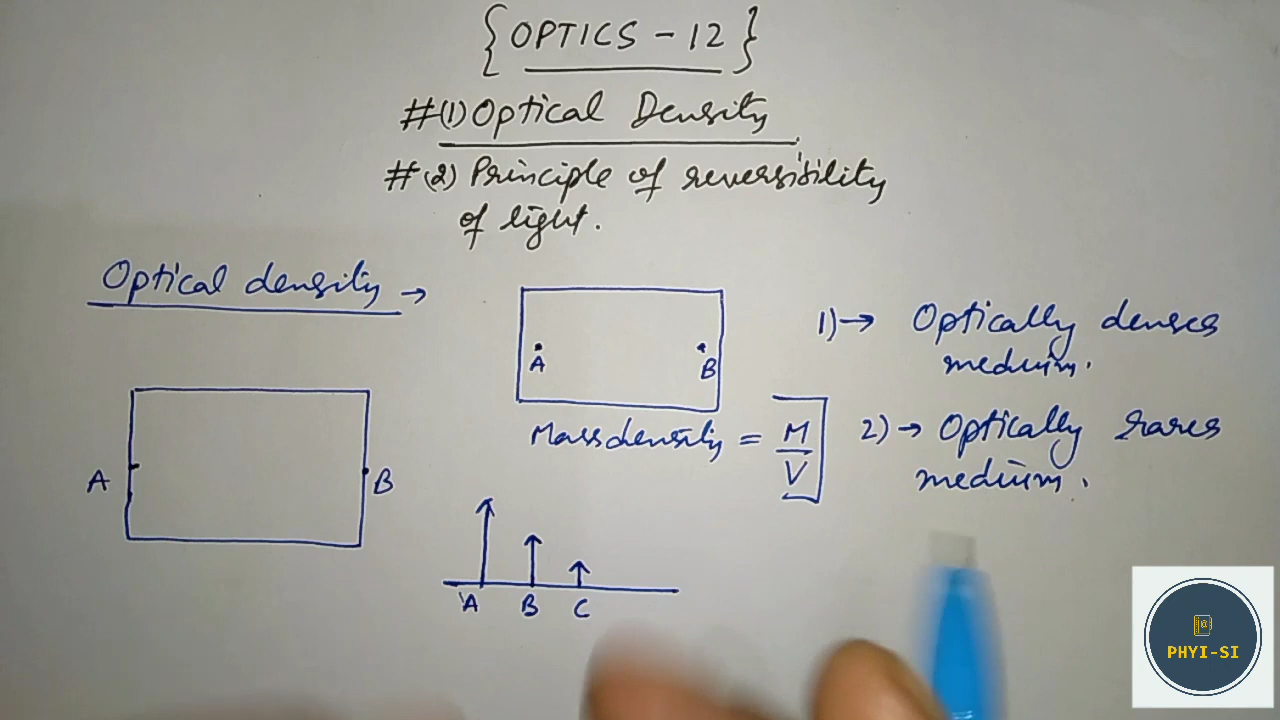 {OPTICS - 12}
#(1) Optical Density
#(2) Principle of reversibility
of light.
Optical density →
A
B
A
B
Mass density = M/V
A B C
1) → Optically denser
medium.
2) → Optically rarer
medium.
PHYI-SI